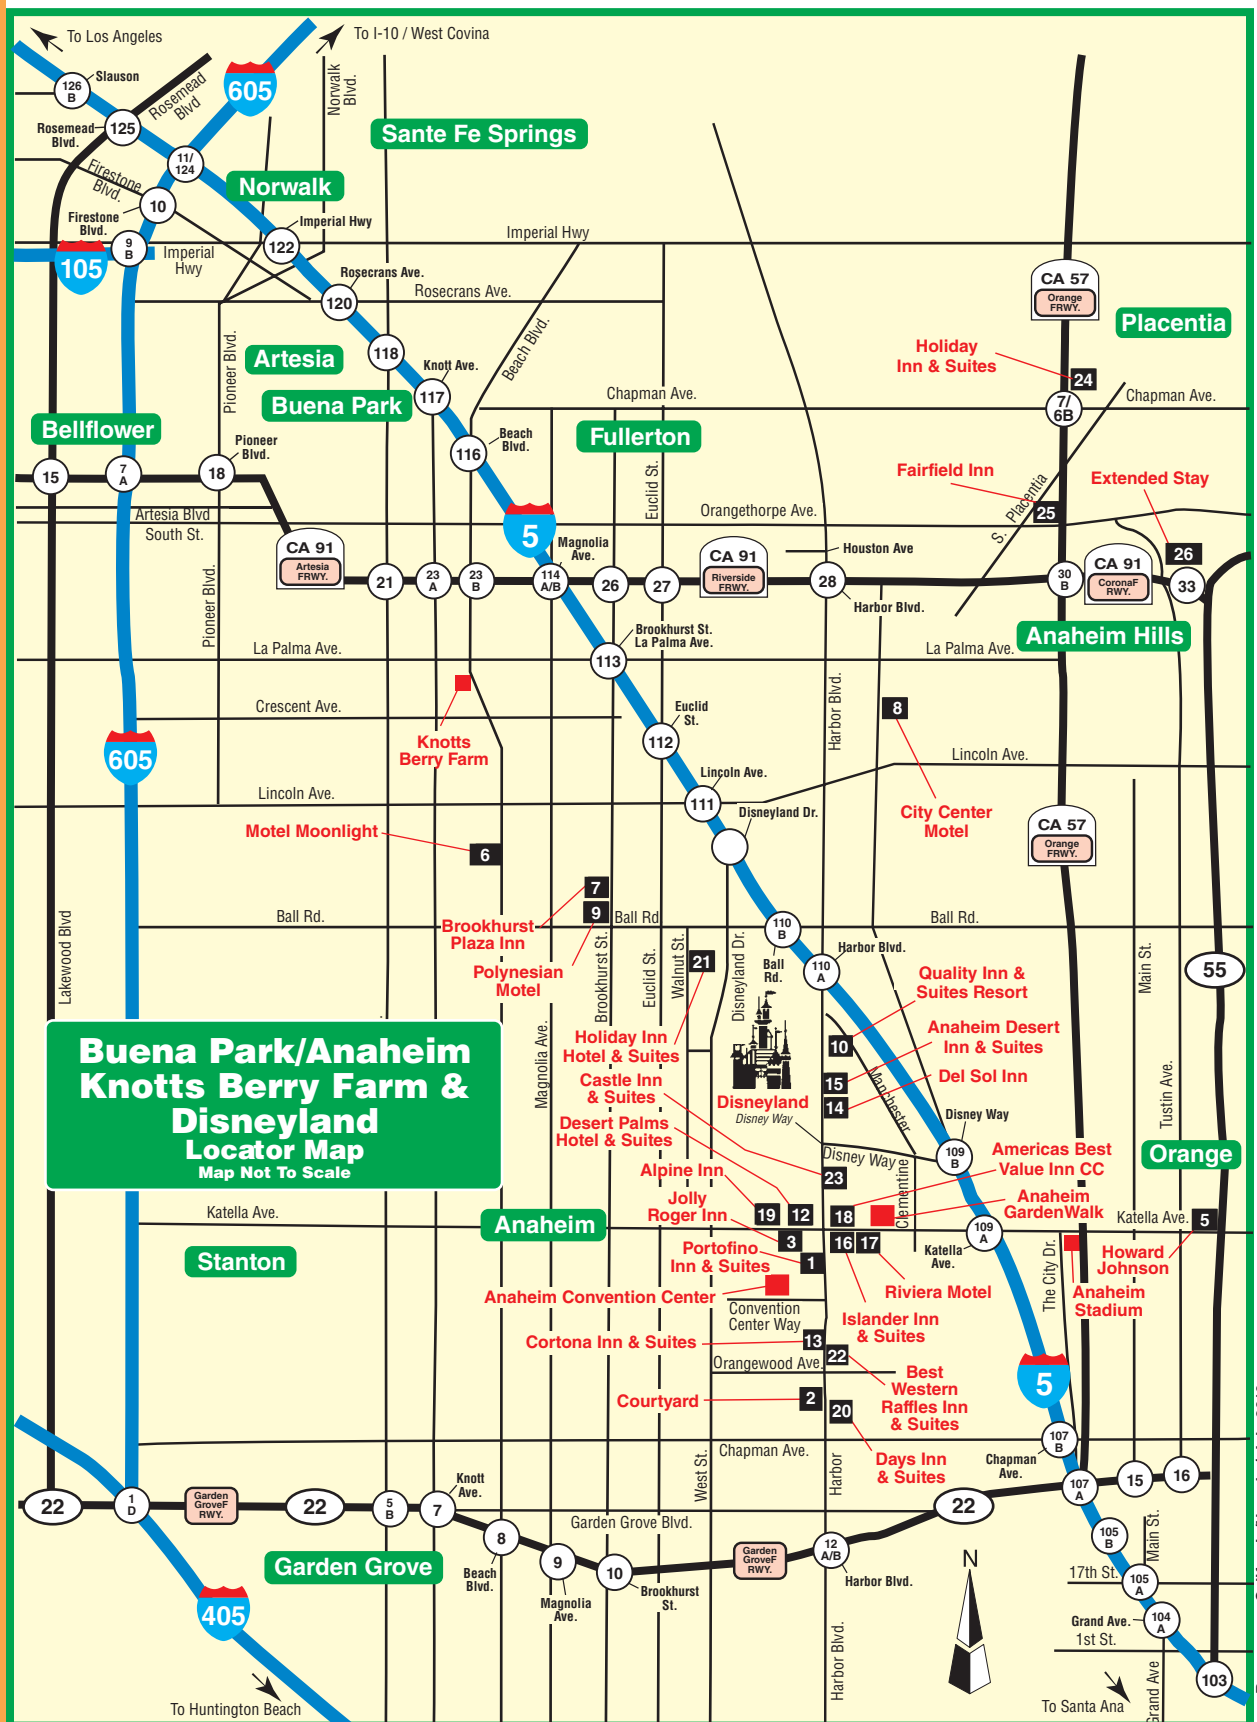 To Los Angeles
To I-10 / West Covina
126
B
Slauson
Rosemead
Blvd
605
Norwalk
Blvd.
Rosemead
Blvd.
125
Sante Fe Springs
11/
124
Firestone
Blvd.
Norwalk
10
Firestone
Blvd.
Imperial Hwy
9
B
122
Imperial Hwy
105
Imperial
Hwy
Rosecrans Ave.
CA 57
Orange
FRWY.
120
Rosecrans Ave.
Placentia
Pioneer Blvd.
Beach Blvd.
Artesia
118
Holiday
Inn & Suites
Knott Ave.
24
117
Buena Park
Chapman Ave.
7/
6B
Chapman Ave.
Bellflower
Pioneer
Blvd.
Beach
Blvd.
116
Fullerton
15
7
A
18
Euclid St.
Fairfield Inn
Extended Stay
S. Placentia
25
Artesia Blvd
Orangethorpe Ave.
South St.
5
CA 91
Artesia
FRWY.
Magnolia
Ave.
CA 91
Riverside
FRWY.
Houston Ave
26
CA 91
CoronaF
RWY.
21
23
A
23
B
114
A/B
26
27
28
30
B
33
Harbor Blvd.
Pioneer Blvd.
Brookhurst St.
La Palma Ave.
Anaheim Hills
La Palma Ave.
113
La Palma Ave.
Crescent Ave.
Euclid
St.
Harbor Blvd.
8
Knotts
Berry Farm
112
605
Lincoln Ave.
Lincoln Ave.
Lincoln Ave.
111
Disneyland Dr.
City Center
Motel
CA 57
Orange
FRWY.
Motel Moonlight
6
7
9
Ball Rd.
Ball Rd
110
B
Ball Rd.
Brookhurst
Plaza Inn
Lakewood Blvd
Brookhurst St.
Euclid St.
Walnut St.
Disneyland Dr.
Harbor Blvd.
Ball
Rd.
110
A
21
Main St.
55
Polynesian
Motel
Quality Inn &
Suites Resort
Magnolia Ave.
Buena Park/Anaheim
Knotts Berry Farm &
Disneyland
Locator Map
Map Not To Scale
Holiday Inn
Hotel & Suites
10
Anaheim Desert
Inn & Suites
Castle Inn
& Suites
15
Del Sol Inn
Manchester
Disneyland
14
Disney Way
Disney Way
Tustin Ave.
Desert Palms
Hotel & Suites
Disney Way
109
B
Americas Best
Value Inn CC
Orange
Alpine Inn
23
Clementine
Jolly
Roger Inn
Anaheim
GardenWalk
19
12
18
Katella Ave.
Anaheim
Katella Ave.
5
109
A
Katella
Ave.
3
16
17
Portofino
Inn & Suites
1
The City Dr.
Howard
Johnson
Stanton
Anaheim Convention Center
Riviera Motel
Anaheim
Stadium
Convention
Center Way
Islander Inn
& Suites
Cortona Inn & Suites
13
22
Orangewood Ave.
Best
Western
Raffles Inn
& Suites
5
Courtyard
2
20
Chapman Ave.
107
B
Chapman
Ave.
Days Inn
& Suites
West St.
Harbor
Knott
Ave.
107
A
15
16
22
1
D
Garden
GroveF
RWY.
22
5
B
7
22
Garden Grove Blvd.
8
105
B
Main St.
Garden Grove
9
10
Garden
GroveF
RWY.
12
A/B
N
Beach
Blvd.
Magnolia
Ave.
Brookhurst
St.
Harbor Blvd.
17th St.
105
A
405
Grand Ave.
104
A
1st St.
Harbor Blvd.
Grand Ave
103
To Huntington Beach
To Santa Ana